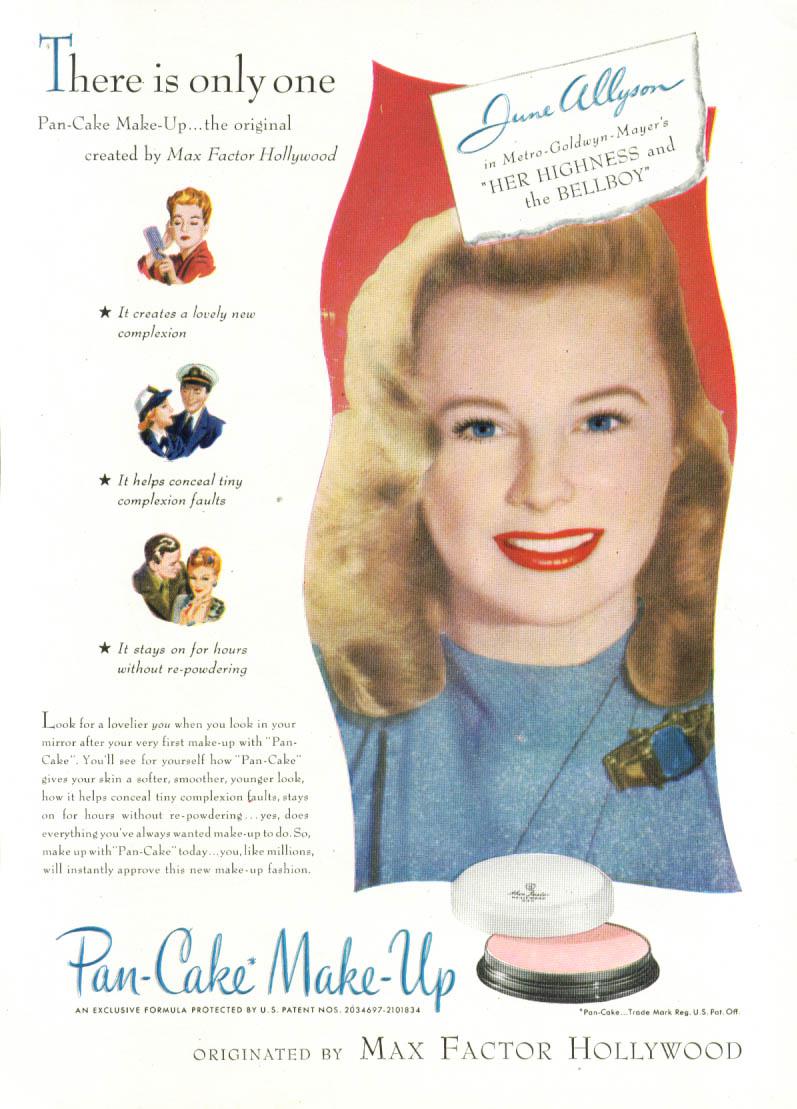 There is only one
Pan-Cake Make-Up...the original
created by Max Factor Hollywood
June Allyson
in Metro-Goldwyn-Mayer's
"HER HIGHNESS and
the BELLBOY"
★ It creates a lovely new
complexion
★ It helps conceal tiny
complexion faults
★ It stays on for hours
without re-powdering
Look for a lovelier you when you look in your
mirror after your very first make-up with "Pan-
Cake". You'll see for yourself how "Pan-Cake"
gives your skin a softer, smoother, younger look,
how it helps conceal tiny complexion faults, stays
on for hours without re-powdering...yes, does
everything you've always wanted make-up to do. So,
make up with "Pan-Cake" today...you, like millions,
will instantly approve this new make-up fashion.
Max Factor
HOLLYWOOD
Pan-Cake* Make-Up
AN EXCLUSIVE FORMULA PROTECTED BY U.S. PATENT NOS. 2034697-2101834
*Pan-Cake...Trade Mark Reg. U.S. Pat. Off.
ORIGINATED BY MAX FACTOR HOLLYWOOD